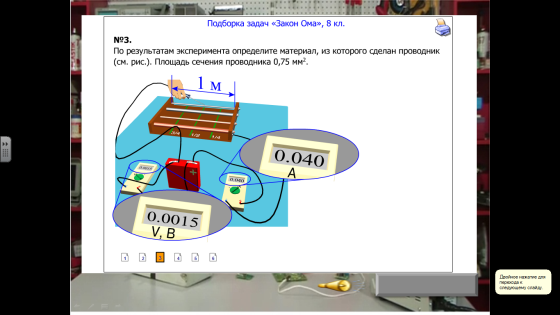 Подборка задач «Закон Ома», 8 кл.
№3.
По результатам эксперимента определите материал, из которого сделан проводник
(см. рис.). Площадь сечения проводника 0,75 мм².
1 м
0.040
A
0.040
0.0015
V, B
1 2 3 4 5 6
Двойное нажатие для
перехода к
следующему слайду.